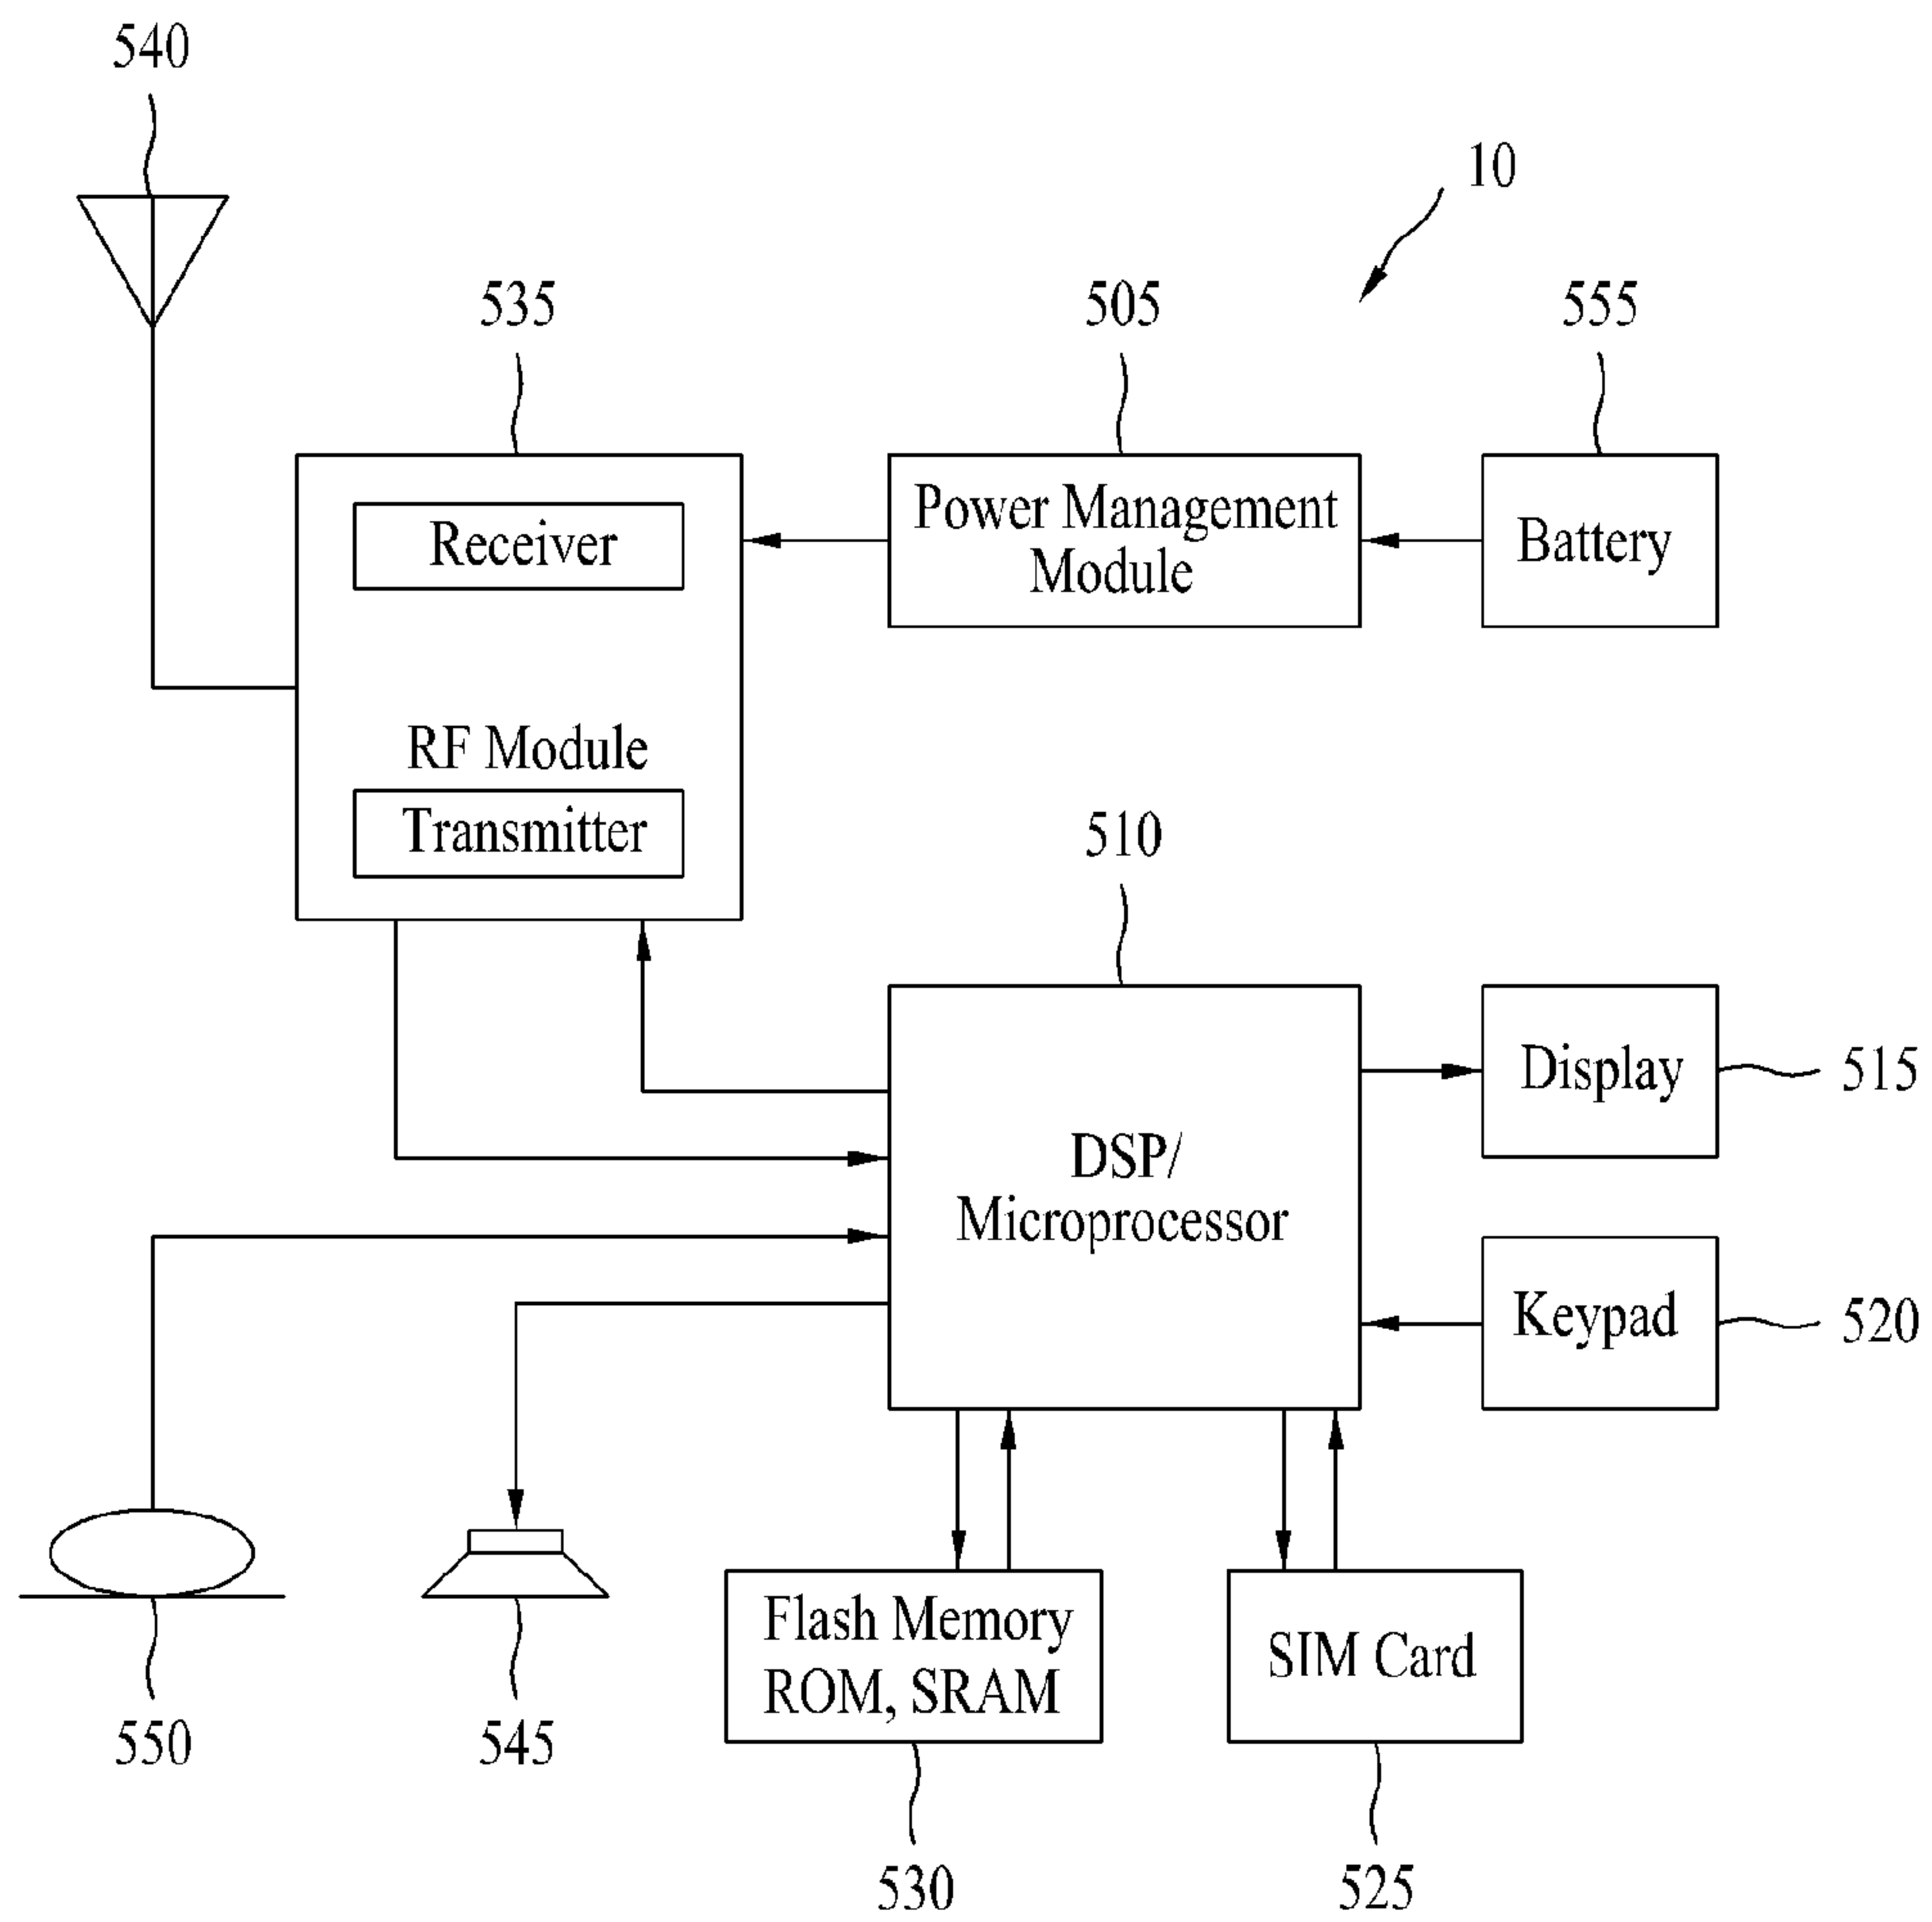 540
10
535
505
555
Receiver
Power Management
Module
Battery
RF Module
Transmitter
510
Display
515
DSP/
Microprocessor
Keypad
520
Flash Memory
ROM, SRAM
SIM Card
550
545
530
525